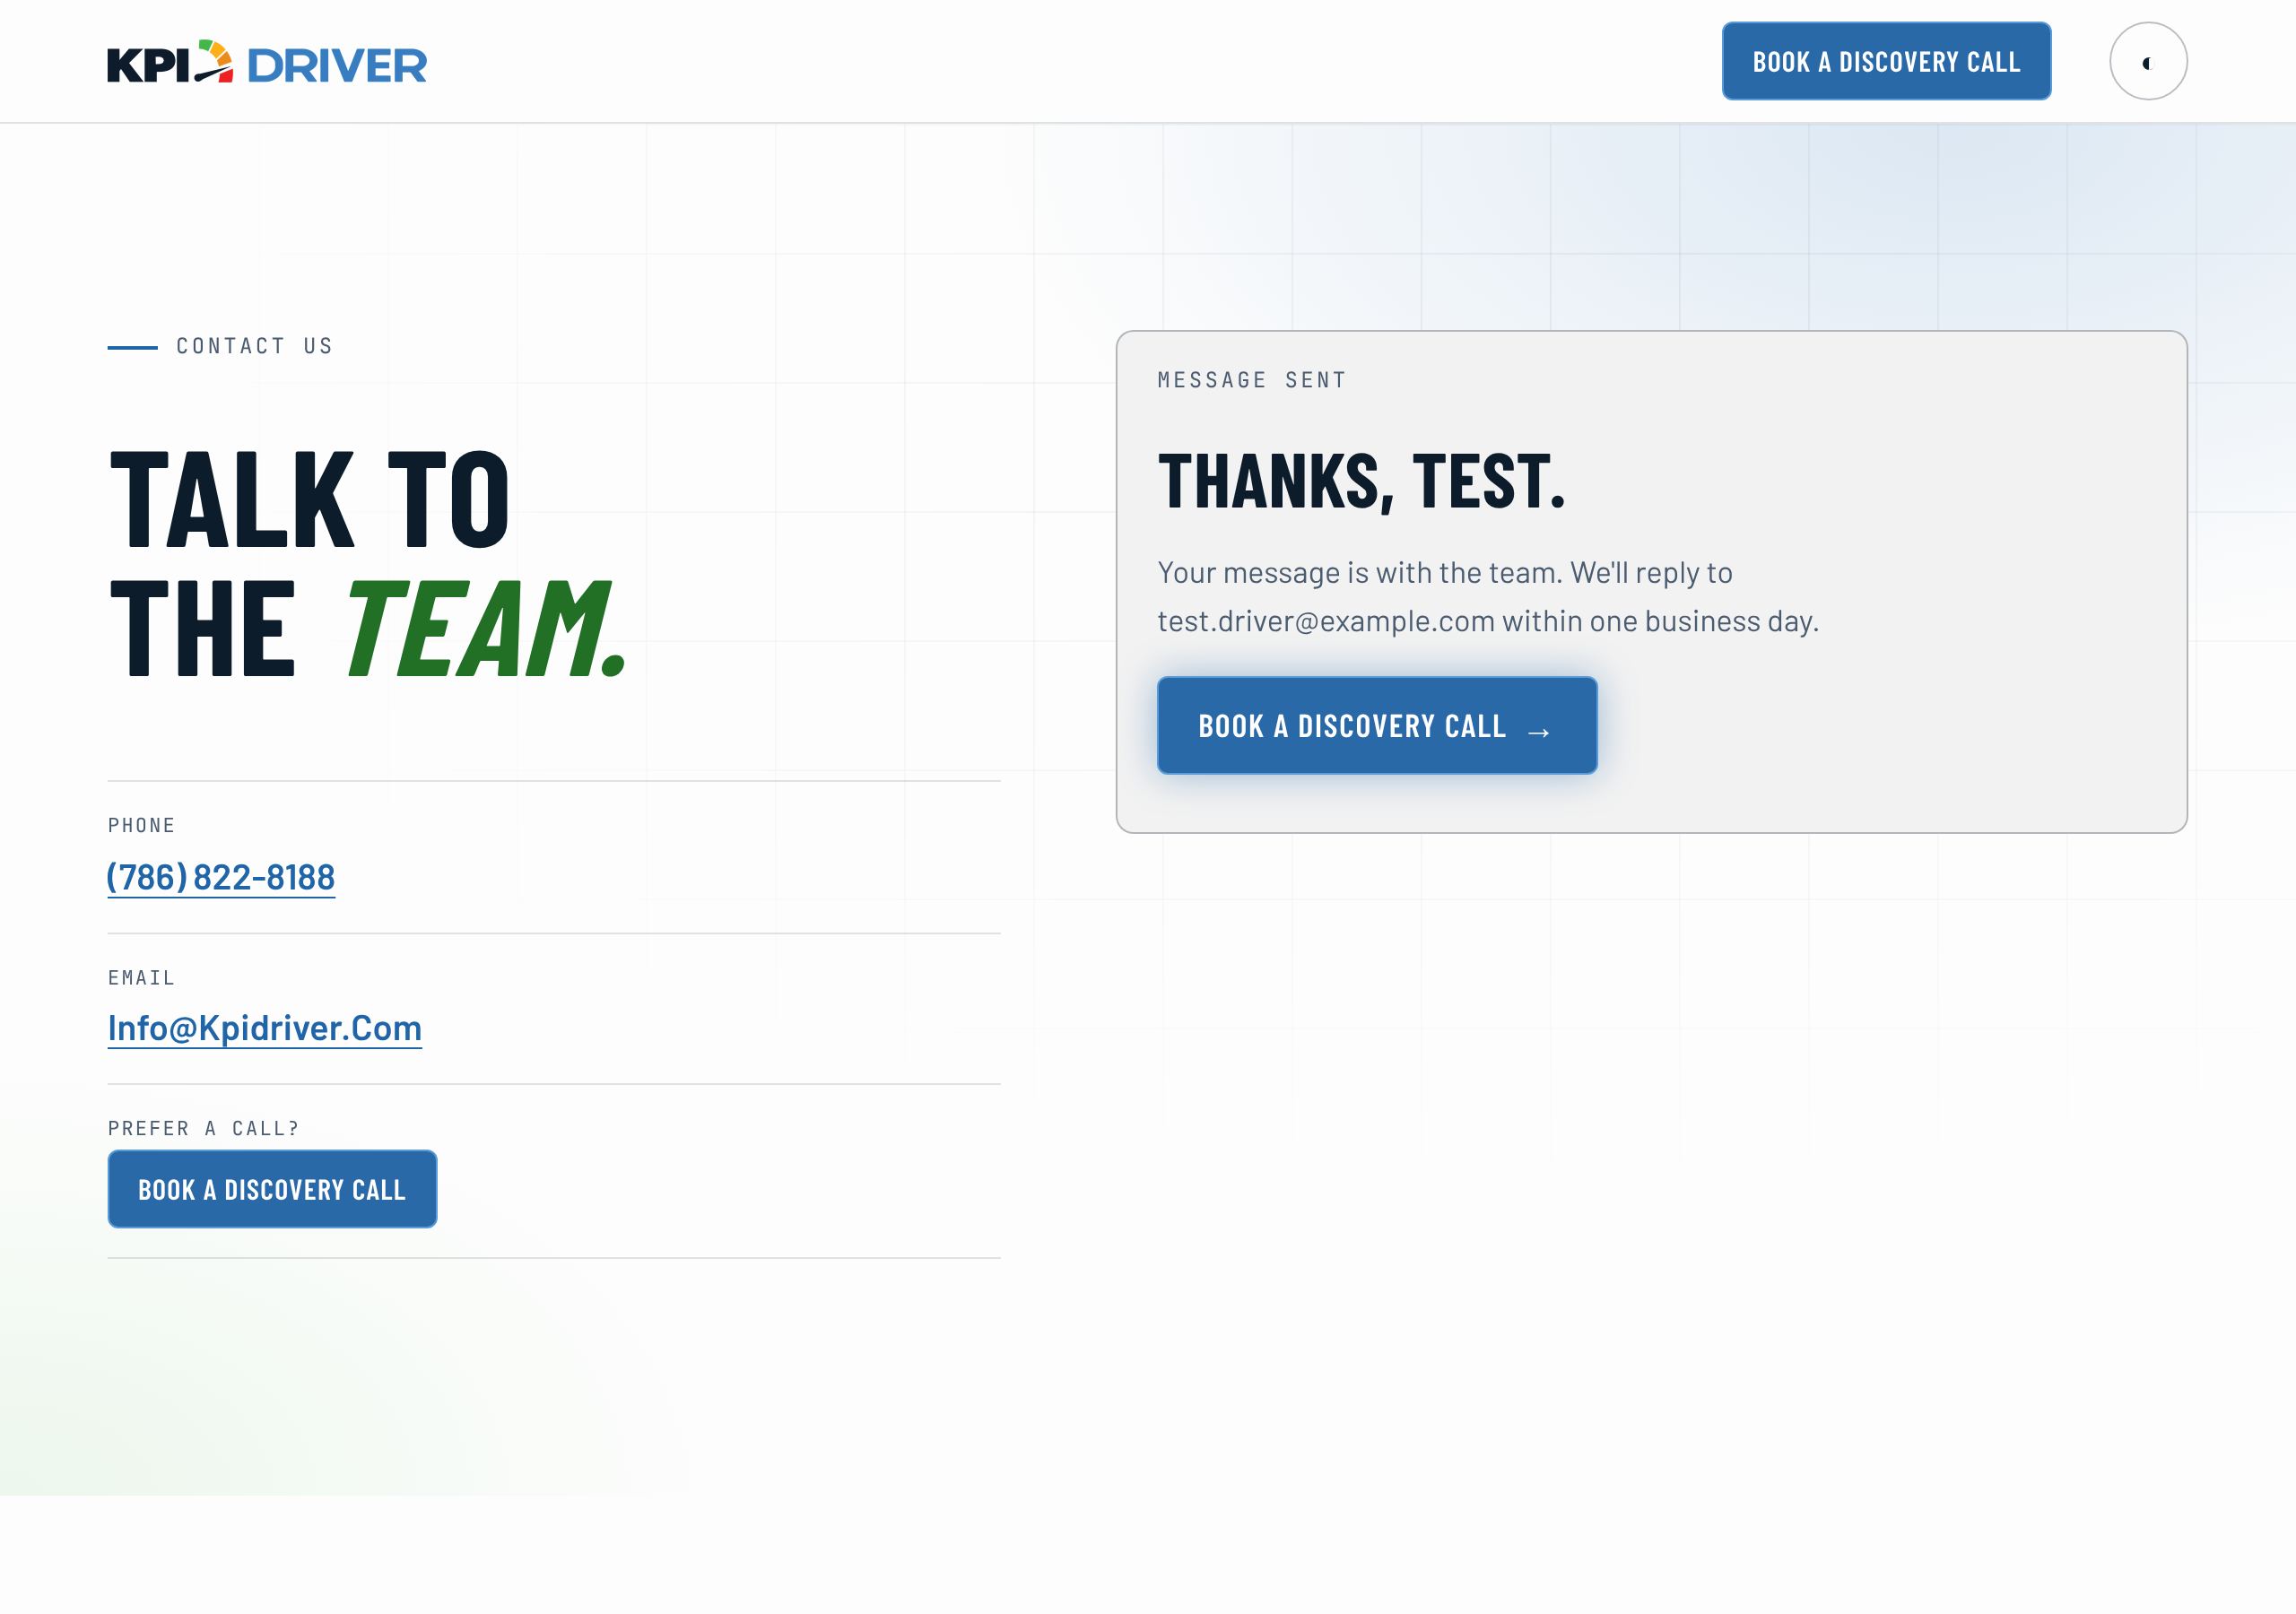 KPI DRIVER
BOOK A DISCOVERY CALL
CONTACT US
TALK TO
THE TEAM.
PHONE
(786) 822-8188
EMAIL
Info@Kpidriver.Com
PREFER A CALL?
BOOK A DISCOVERY CALL
MESSAGE SENT
THANKS, TEST.
Your message is with the team. We'll reply to
test.driver@example.com within one business day.
BOOK A DISCOVERY CALL →